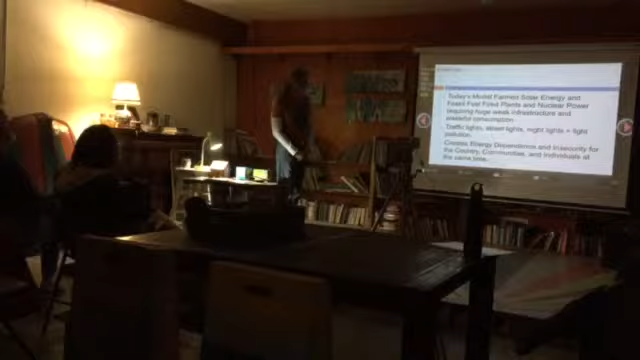 Today's Model Farmed Solar Energy and
Fossil Fuel Fired Plants and Nuclear Power
requiring huge weak infrastructure and
wasteful consumption.
Traffic lights, street lights, night lights = light
pollution.
Creates Energy Dependence and Insecurity for
the Country, Communities, and Individuals at
the same time.